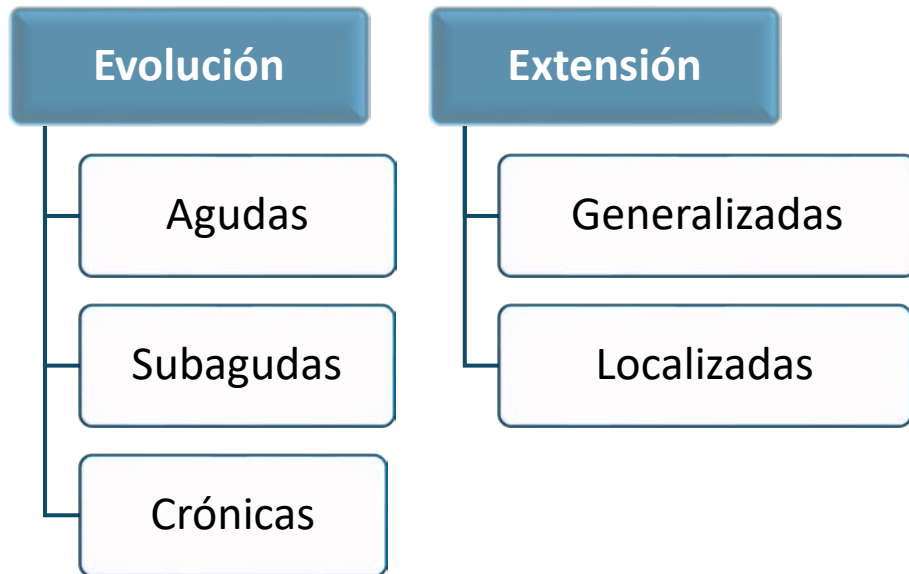 Evolución
Agudas
Subagudas
Crónicas
Extensión
Generalizadas
Localizadas